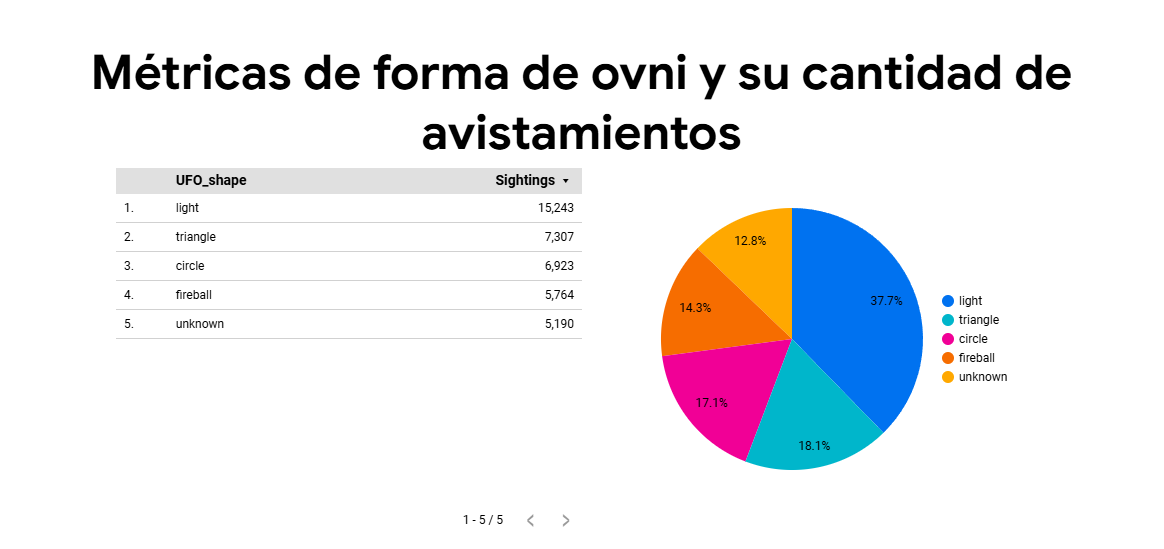 Métricas de forma de ovni y su cantidad de
avistamientos
UFO_shape Sightings
1. light 15,243
2. triangle 7,307
3. circle 6,923
4. fireball 5,764
5. unknown 5,190
1 - 5 / 5
12.8%
37.7%
14.3%
17.1%
18.1%
light
triangle
circle
fireball
unknown